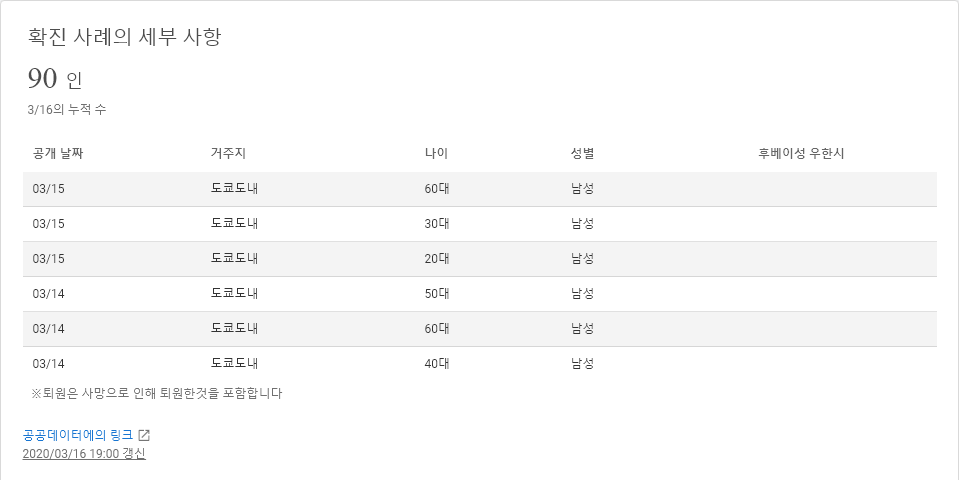 확진 사례의 세부 사항
90 인
3/16의 누적 수
공개 날짜 거주지 나이 성별 후베이성 우한시
03/15 도쿄도내 60대 남성
03/15 도쿄도내 30대 남성
03/15 도쿄도내 20대 남성
03/14 도쿄도내 50대 남성
03/14 도쿄도내 60대 남성
03/14 도쿄도내 40대 남성
※퇴원은 사망으로 인해 퇴원한것을 포함합니다
공공데이터에의 링크
2020/03/16 19:00 갱신